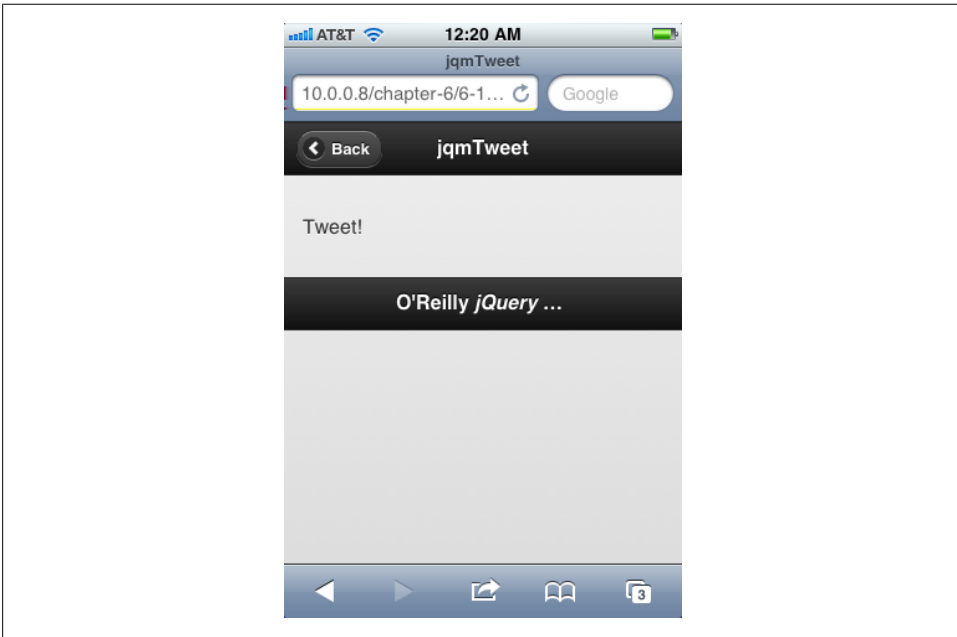 AT&T 12:20 AM
jqmTweet
10.0.0.8/chapter-6/6-1... Google
Back jqmTweet
Tweet!
O'Reilly jQuery ...
3